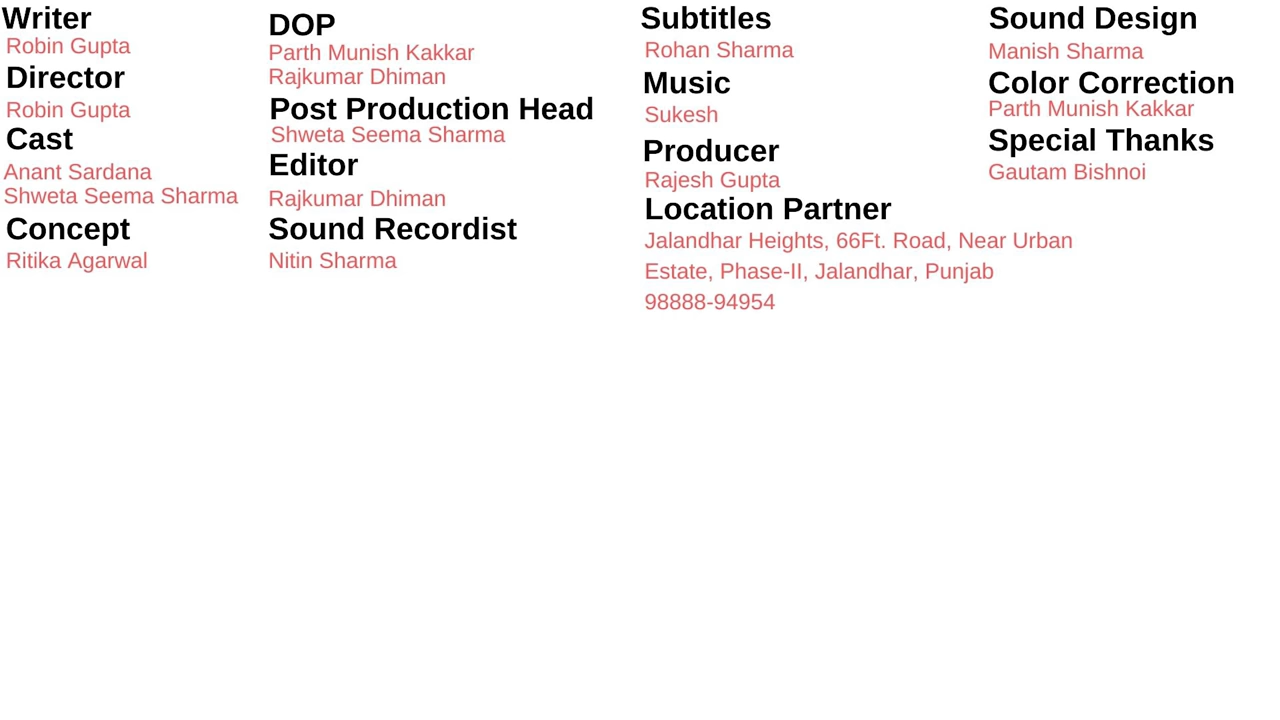 Writer
Robin Gupta
Director
Robin Gupta
Cast
Anant Sardana
Shweta Seema Sharma
Concept
Ritika Agarwal
DOP
Parth Munish Kakkar
Rajkumar Dhiman
Post Production Head
Shweta Seema Sharma
Editor
Rajkumar Dhiman
Sound Recordist
Nitin Sharma
Subtitles
Rohan Sharma
Music
Sukesh
Producer
Rajesh Gupta
Location Partner
Jalandhar Heights, 66Ft. Road, Near Urban
Estate, Phase-II, Jalandhar, Punjab
98888-94954
Sound Design
Manish Sharma
Color Correction
Parth Munish Kakkar
Special Thanks
Gautam Bishnoi